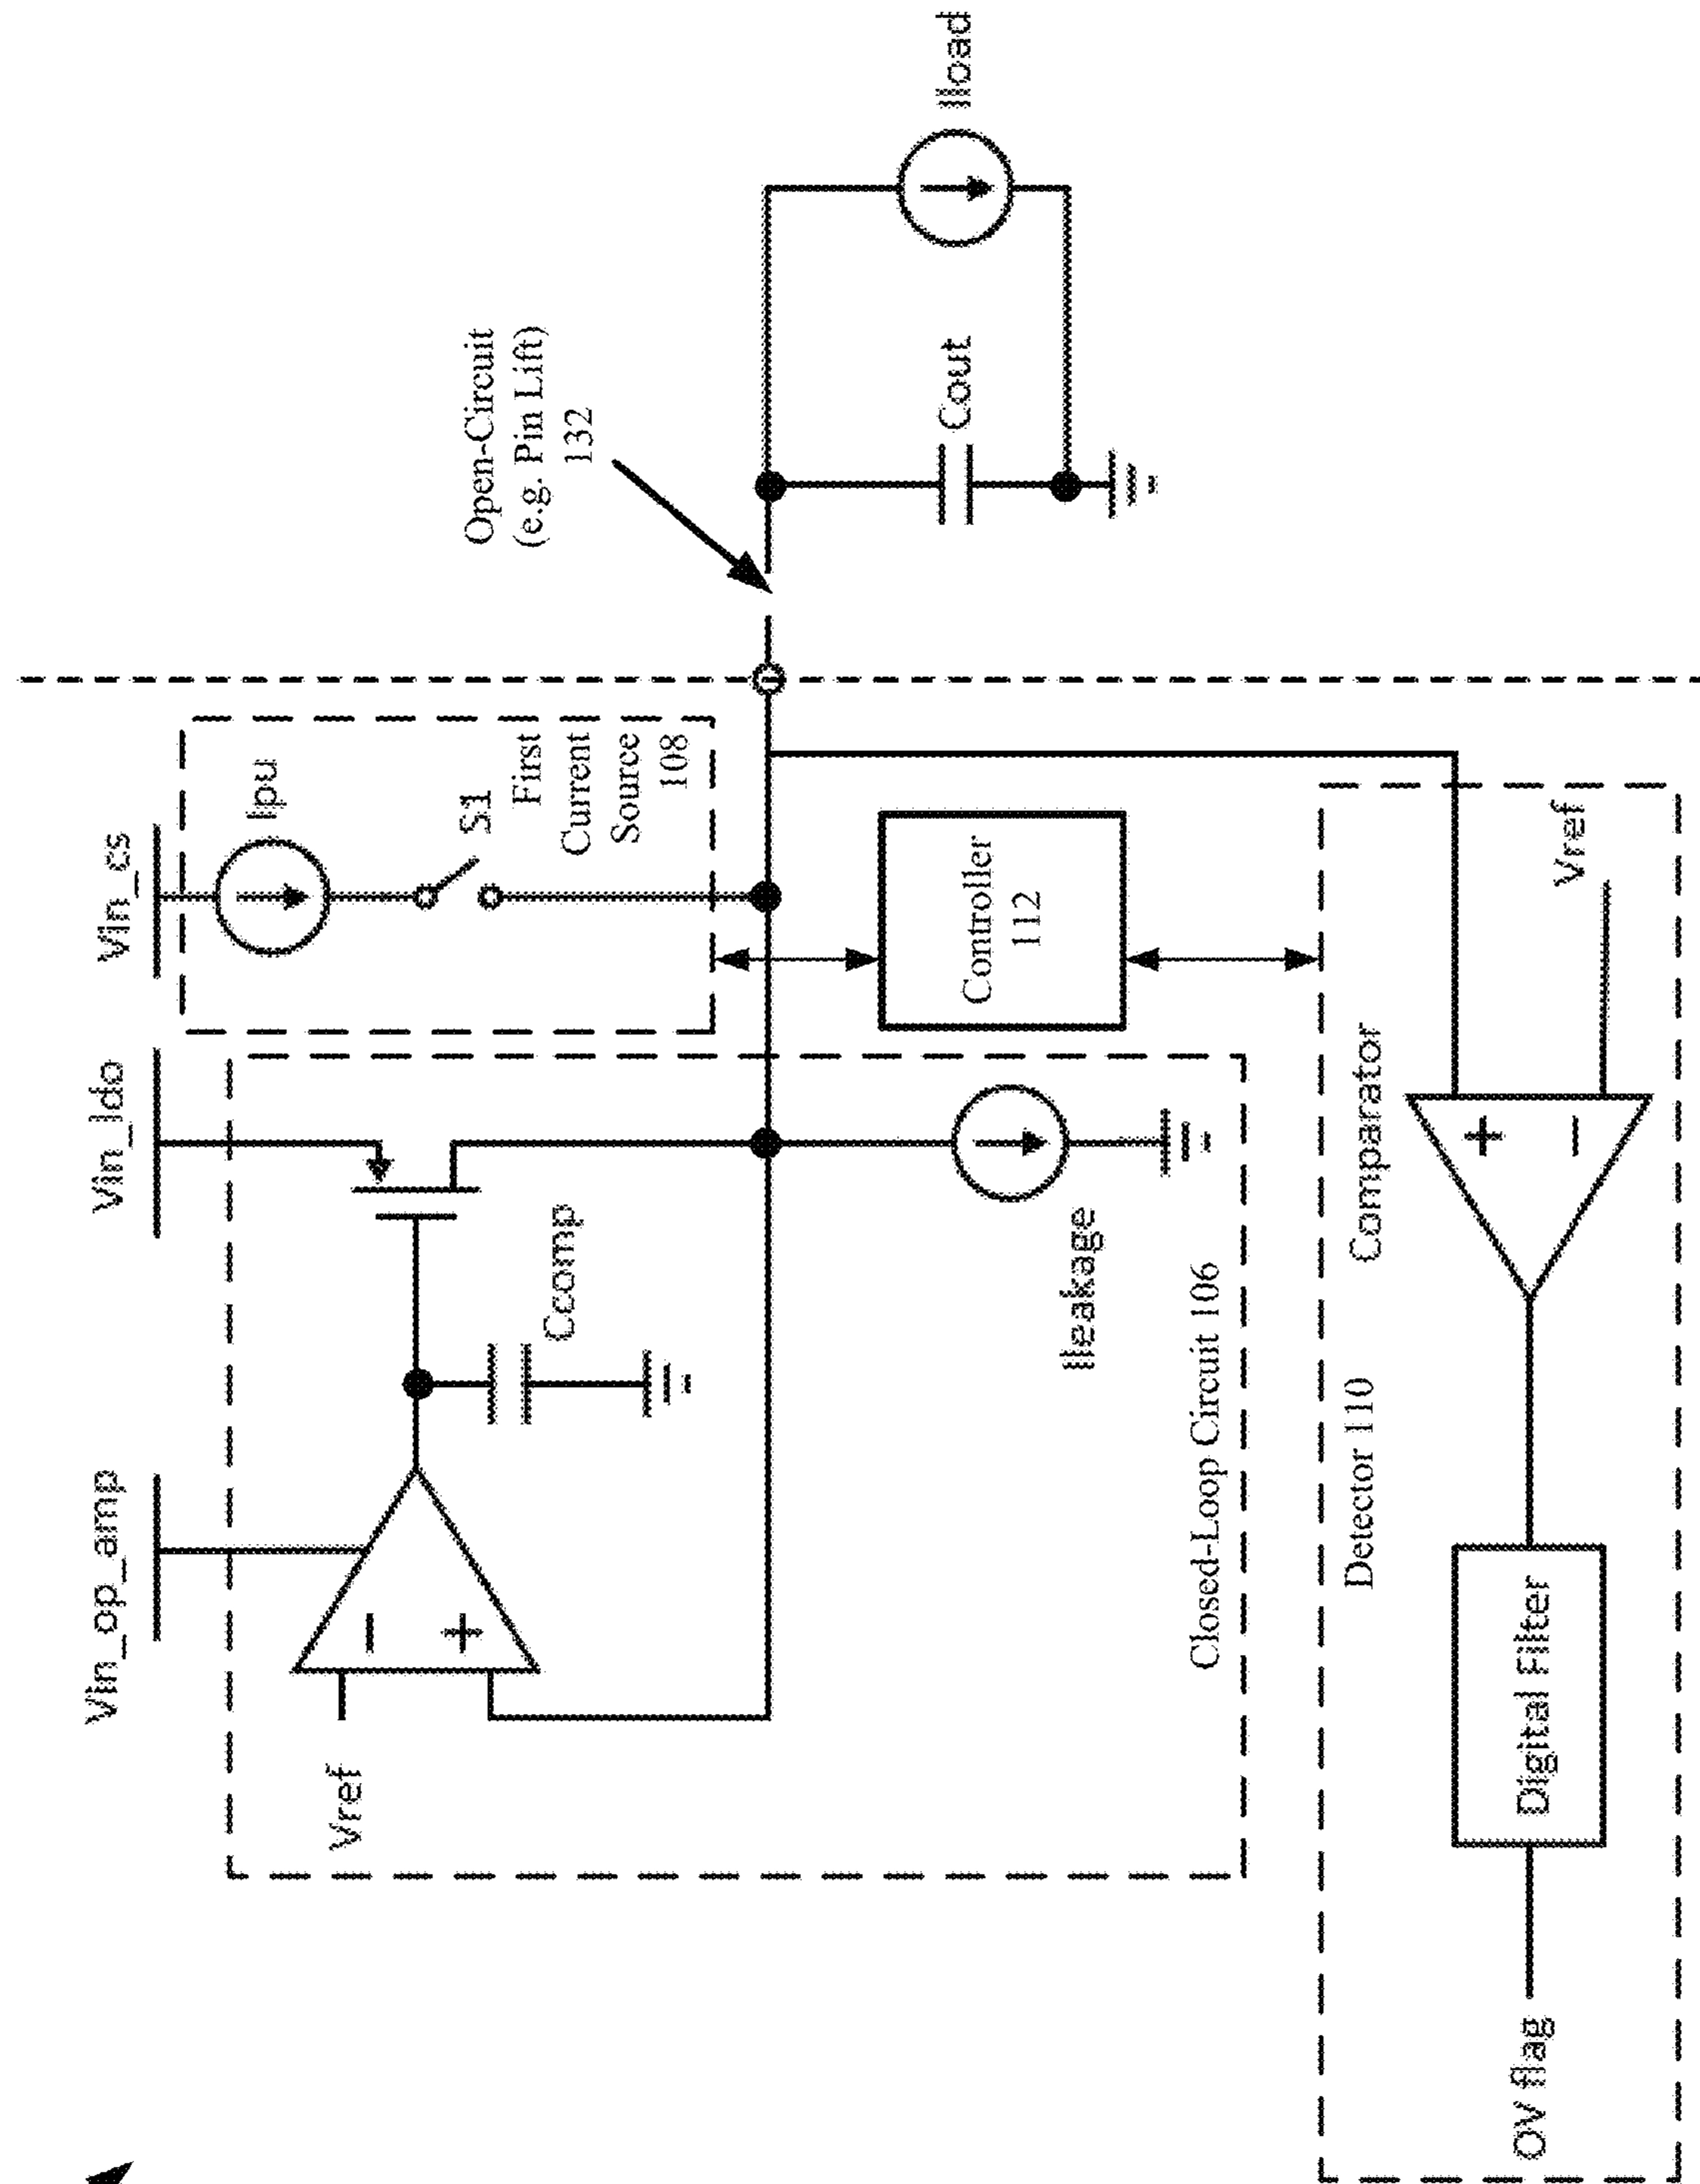 Vin_op_amp
Vin_ldo
Vin_cs
Ipu
S1
First
Current
Source
108
Vref
−
+
Ccomp
Open-Circuit
(e.g. Pin Lift)
132
Cout
Iload
Controller
112
Ileakage
Closed-Loop Circuit 106
Detector 110
Comparator
+
−
Vref
Digital Filter
OV flag